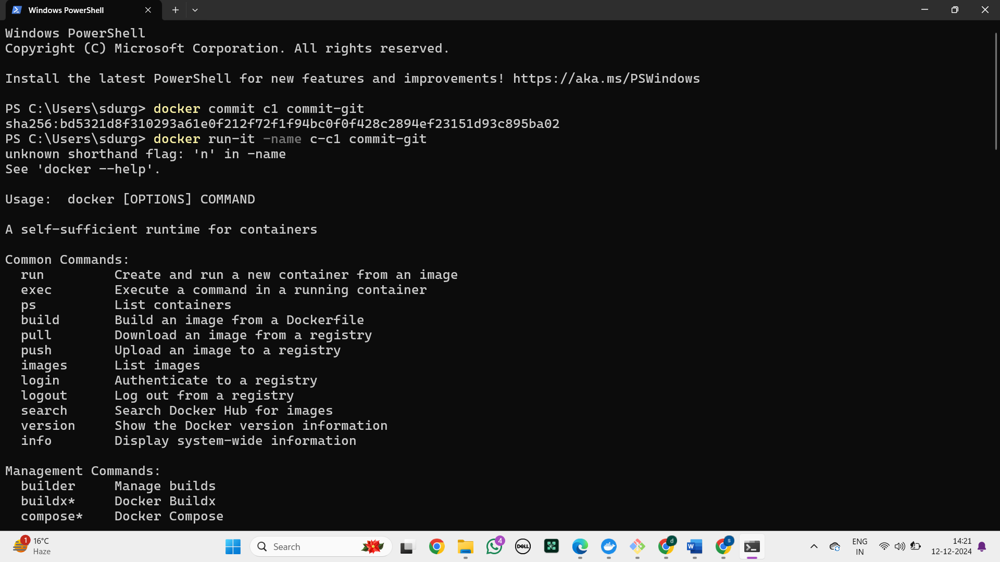 Windows PowerShell
Windows PowerShell
Copyright (C) Microsoft Corporation. All rights reserved.
Install the latest PowerShell for new features and improvements! https://aka.ms/PSWindows
PS C:\Users\sdurg> docker commit c1 commit-git
sha256:bd5321d8f310293a61e0f212f72f1f94bc0f0f428c2894ef23151d93c895ba02
PS C:\Users\sdurg> docker run-it -name c-c1 commit-git
unknown shorthand flag: 'n' in -name
See 'docker --help'.
Usage:  docker [OPTIONS] COMMAND
A self-sufficient runtime for containers
Common Commands:
  run         Create and run a new container from an image
  exec        Execute a command in a running container
  ps          List containers
  build       Build an image from a Dockerfile
  pull        Download an image from a registry
  push        Upload an image to a registry
  images      List images
  login       Authenticate to a registry
  logout      Log out from a registry
  search      Search Docker Hub for images
  version     Show the Docker version information
  info        Display system-wide information
Management Commands:
  builder     Manage builds
  buildx*     Docker Buildx
  compose*    Docker Compose
1
16°C
Haze
Search
4
DELL
d
W
s
ENG
IN
14:21
12-12-2024